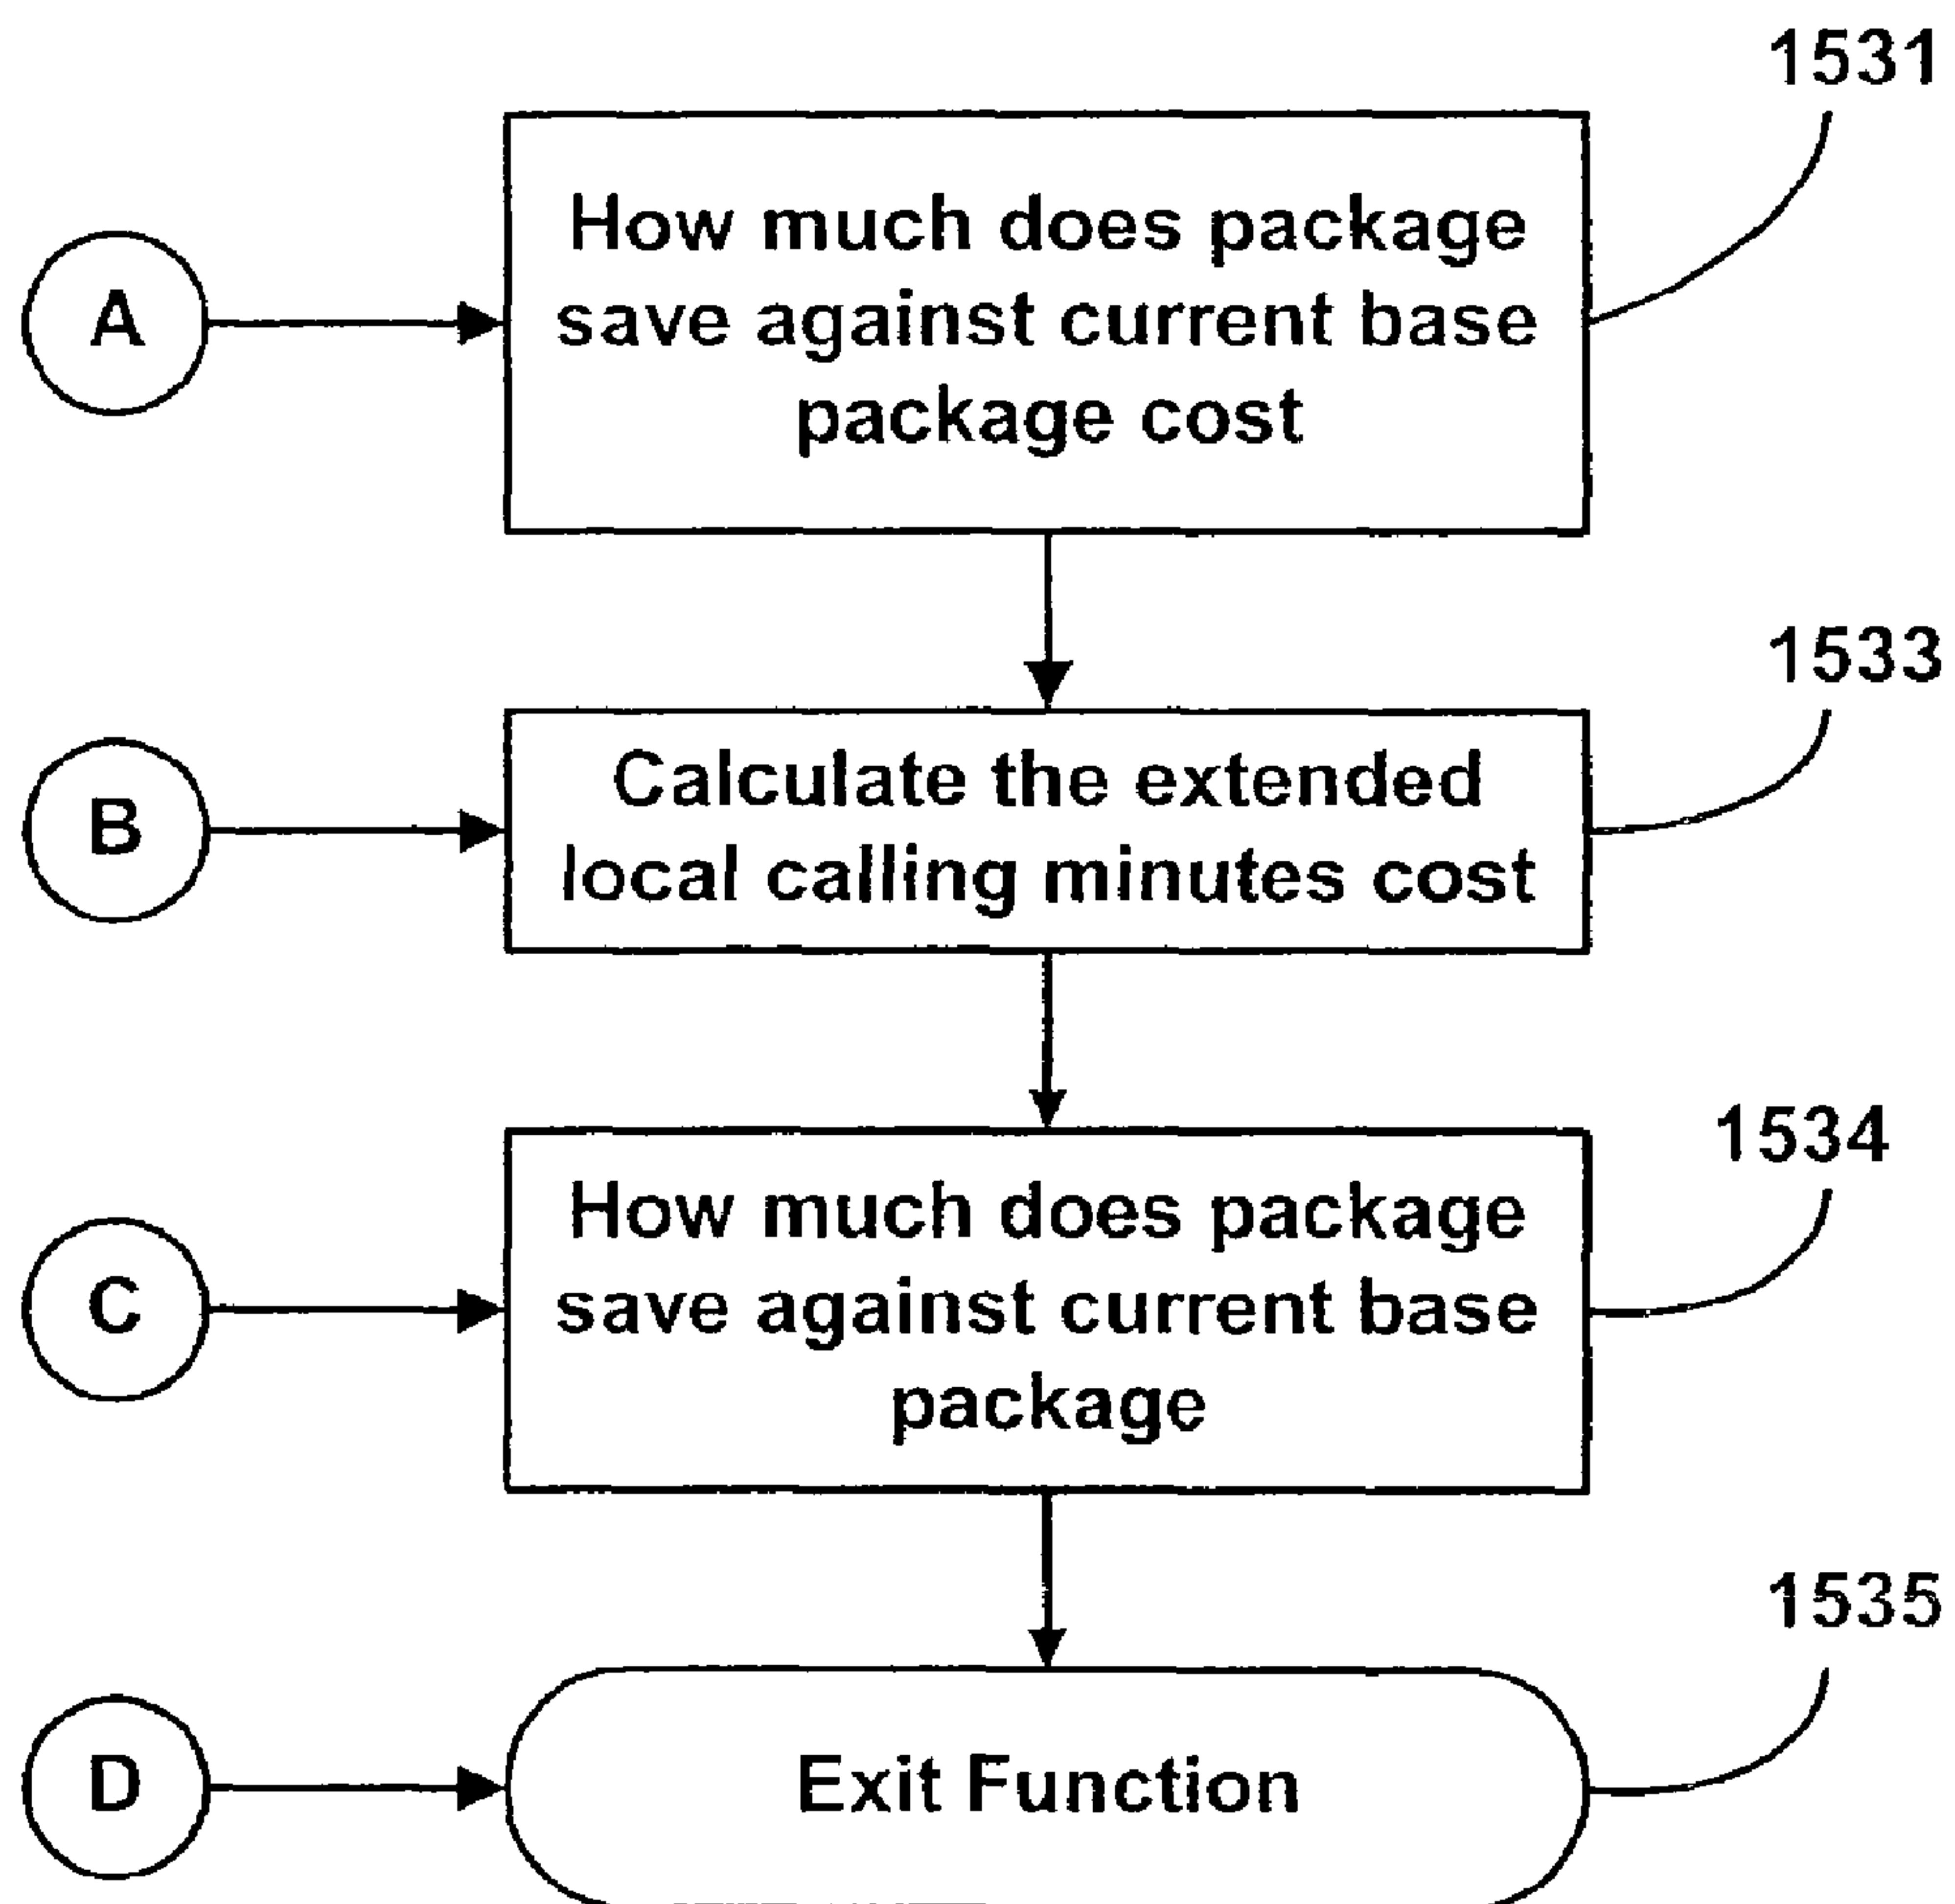 1531
How much does package
save against current base
package cost
A
1533
Calculate the extended
local calling minutes cost
B
1534
How much does package
save against current base
package
C
1535
Exit Function
D